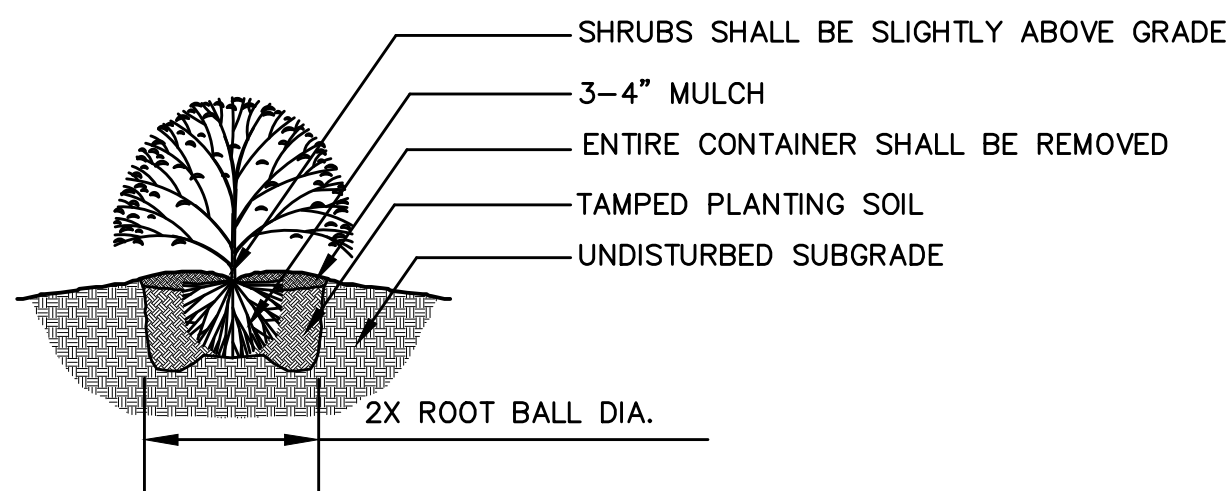 SHRUBS SHALL BE SLIGHTLY ABOVE GRADE
3–4” MULCH
ENTIRE CONTAINER SHALL BE REMOVED
TAMPED PLANTING SOIL
UNDISTURBED SUBGRADE
2X ROOT BALL DIA.